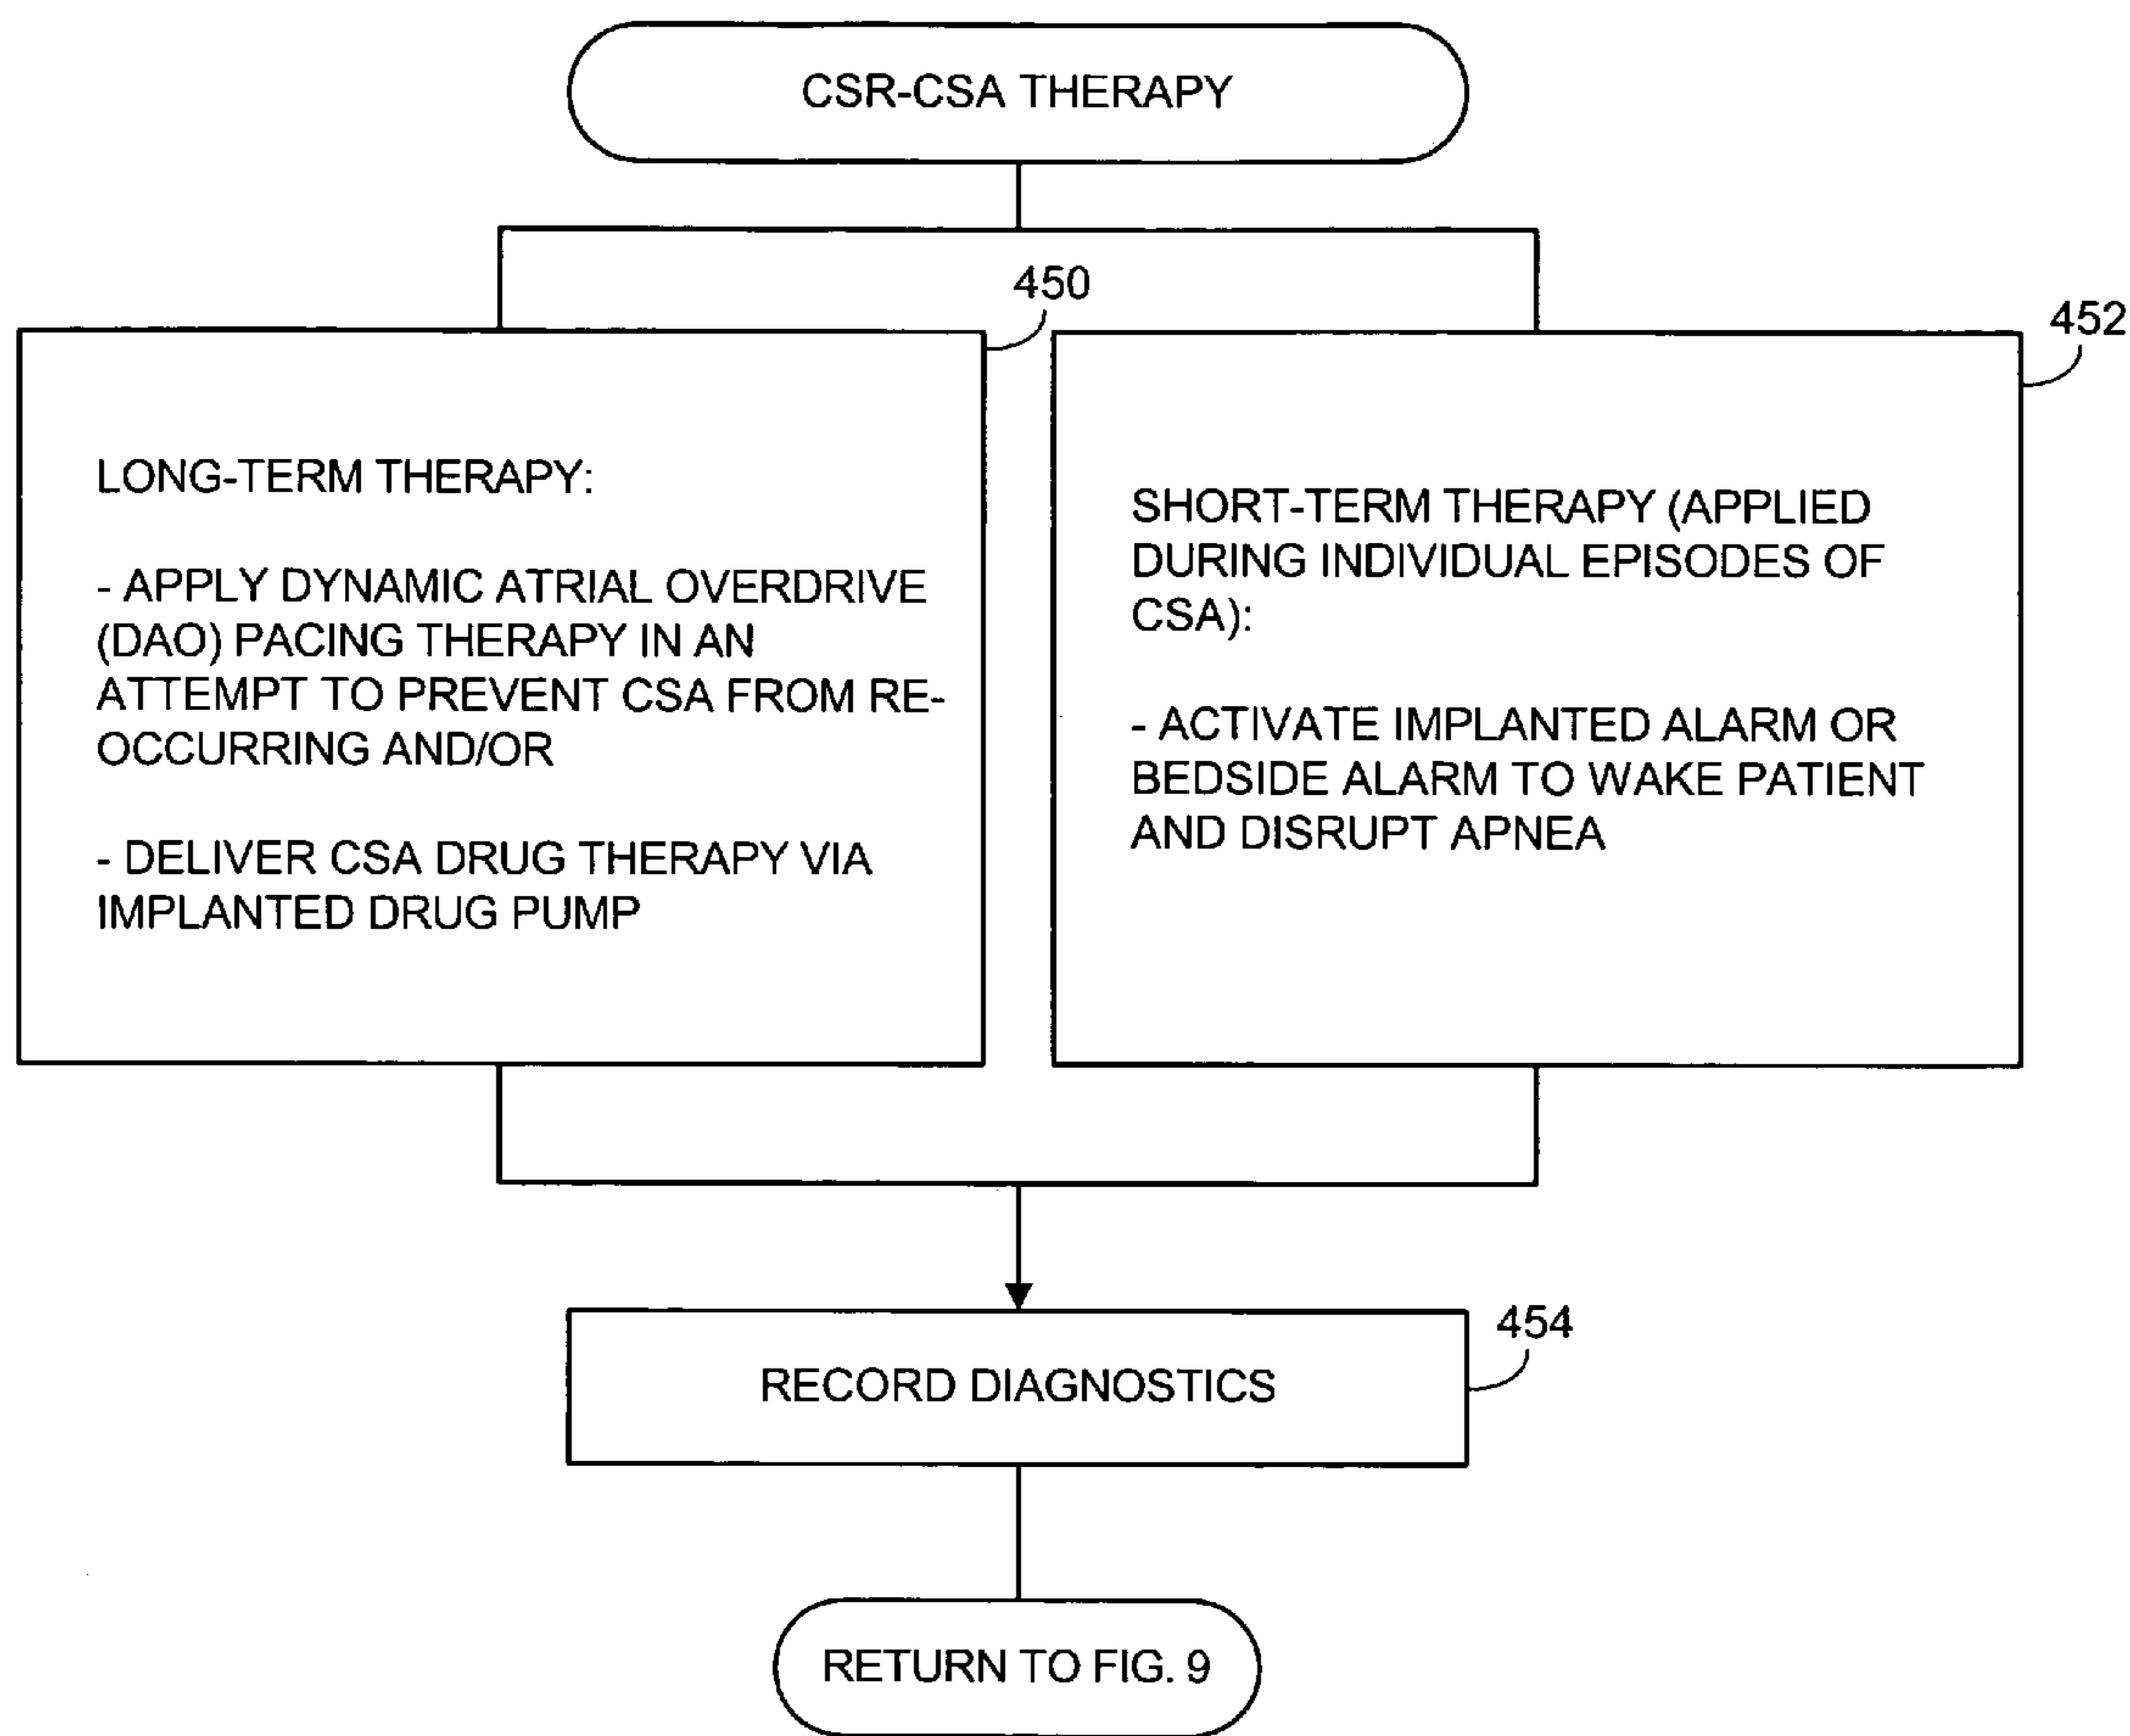 CSR-CSA THERAPY
450
452
LONG-TERM THERAPY:
- APPLY DYNAMIC ATRIAL OVERDRIVE
(DAO) PACING THERAPY IN AN
ATTEMPT TO PREVENT CSA FROM RE-
OCCURRING AND/OR
- DELIVER CSA DRUG THERAPY VIA
IMPLANTED DRUG PUMP
SHORT-TERM THERAPY (APPLIED
DURING INDIVIDUAL EPISODES OF
CSA):
- ACTIVATE IMPLANTED ALARM OR
BEDSIDE ALARM TO WAKE PATIENT
AND DISRUPT APNEA
454
RECORD DIAGNOSTICS
RETURN TO FIG. 9